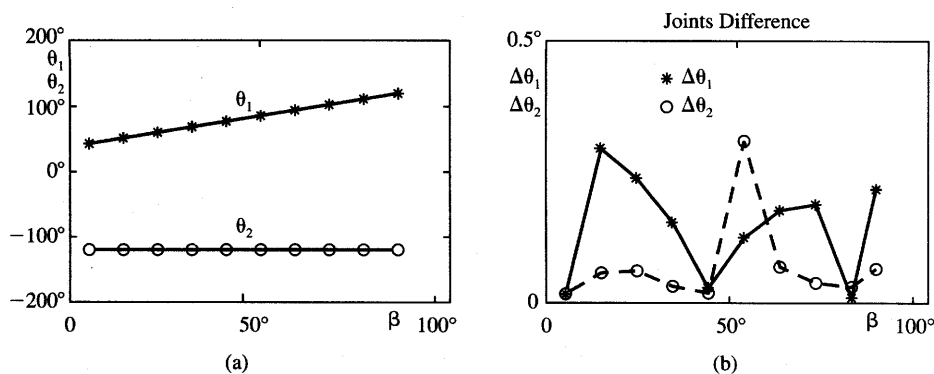 200°
θ₁
θ₂
100°
0°
−100°
−200°
θ₁
θ₂
0 50° β 100°
(a)
Joints Difference
0.5°
Δθ₁
Δθ₂
0
* Δθ₁
○ Δθ₂
0 50° β 100°
(b)